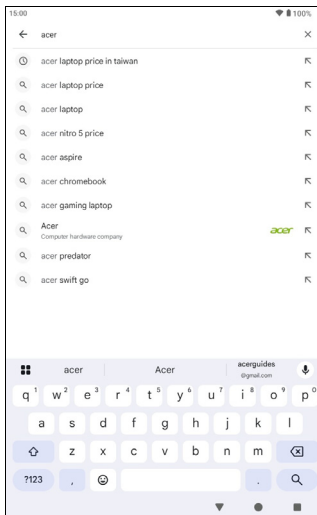 15:00 100%
acer
acer laptop price in taiwan
acer laptop price
acer laptop
acer nitro 5 price
acer aspire
acer chromebook
acer gaming laptop
Acer
Computer hardware company
acer
acer predator
acer swift go
acer Acer acerguides
@gmail.com
q 1 w 2 e 3 r 4 t 5 y 6 u 7 i 8 o 9 p 0
a s d f g h j k l
z x c v b n m
?123 , .